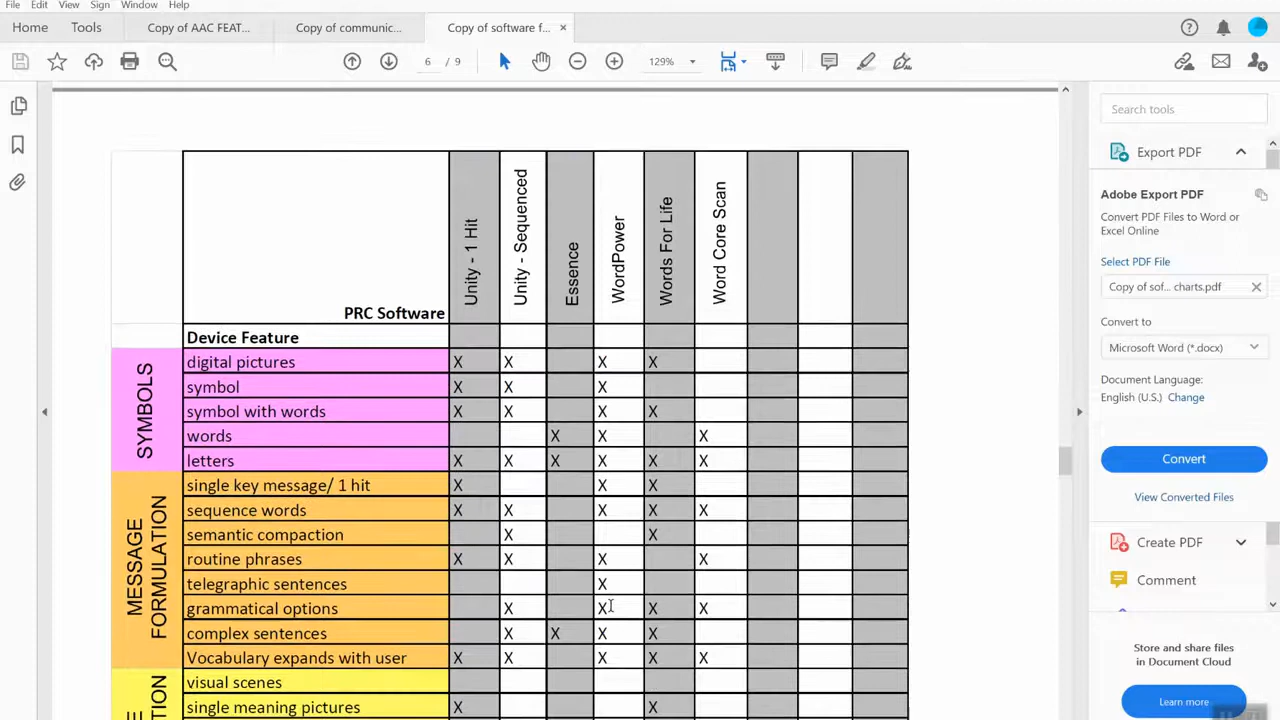 File Edit View Sign Window Help
Home Tools Copy of AAC FEAT... Copy of communic... Copy of software f... ×
6 / 9 129%
Search tools
Export PDF
Adobe Export PDF
Convert PDF Files to Word or
Excel Online
Select PDF File
Copy of sof... charts.pdf
Convert to
Microsoft Word (*.docx)
Document Language:
English (U.S.) Change
Convert
View Converted Files
Create PDF
Comment
Store and share files
in Document Cloud
Learn more
PRC Software Unity - 1 Hit Unity - Sequenced Essence WordPower Words For Life Word Core Scan
Device Feature
SYMBOLS
digital pictures X X X X
symbol X X X
symbol with words X X X X
words X X X
letters X X X X X X
MESSAGE
FORMULATION
single key message/ 1 hit X X X
sequence words X X X X X
semantic compaction X X
routine phrases X X X X
telegraphic sentences X
grammatical options X X X X
complex sentences X X X X
Vocabulary expands with user X X X X X
visual scenes
single meaning pictures X X